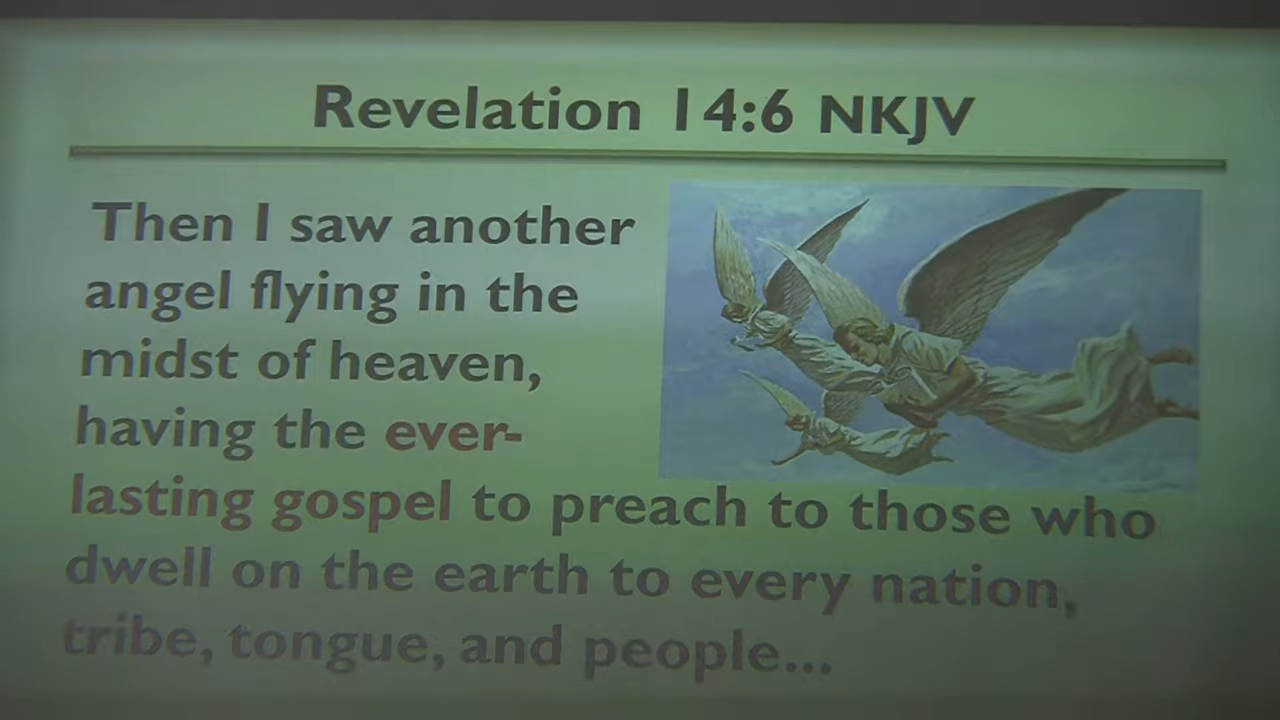 Revelation 14:6 NKJV
Then I saw another
angel flying in the
midst of heaven,
having the ever-
lasting gospel to preach to those who
dwell on the earth to every nation,
tribe, tongue, and people...